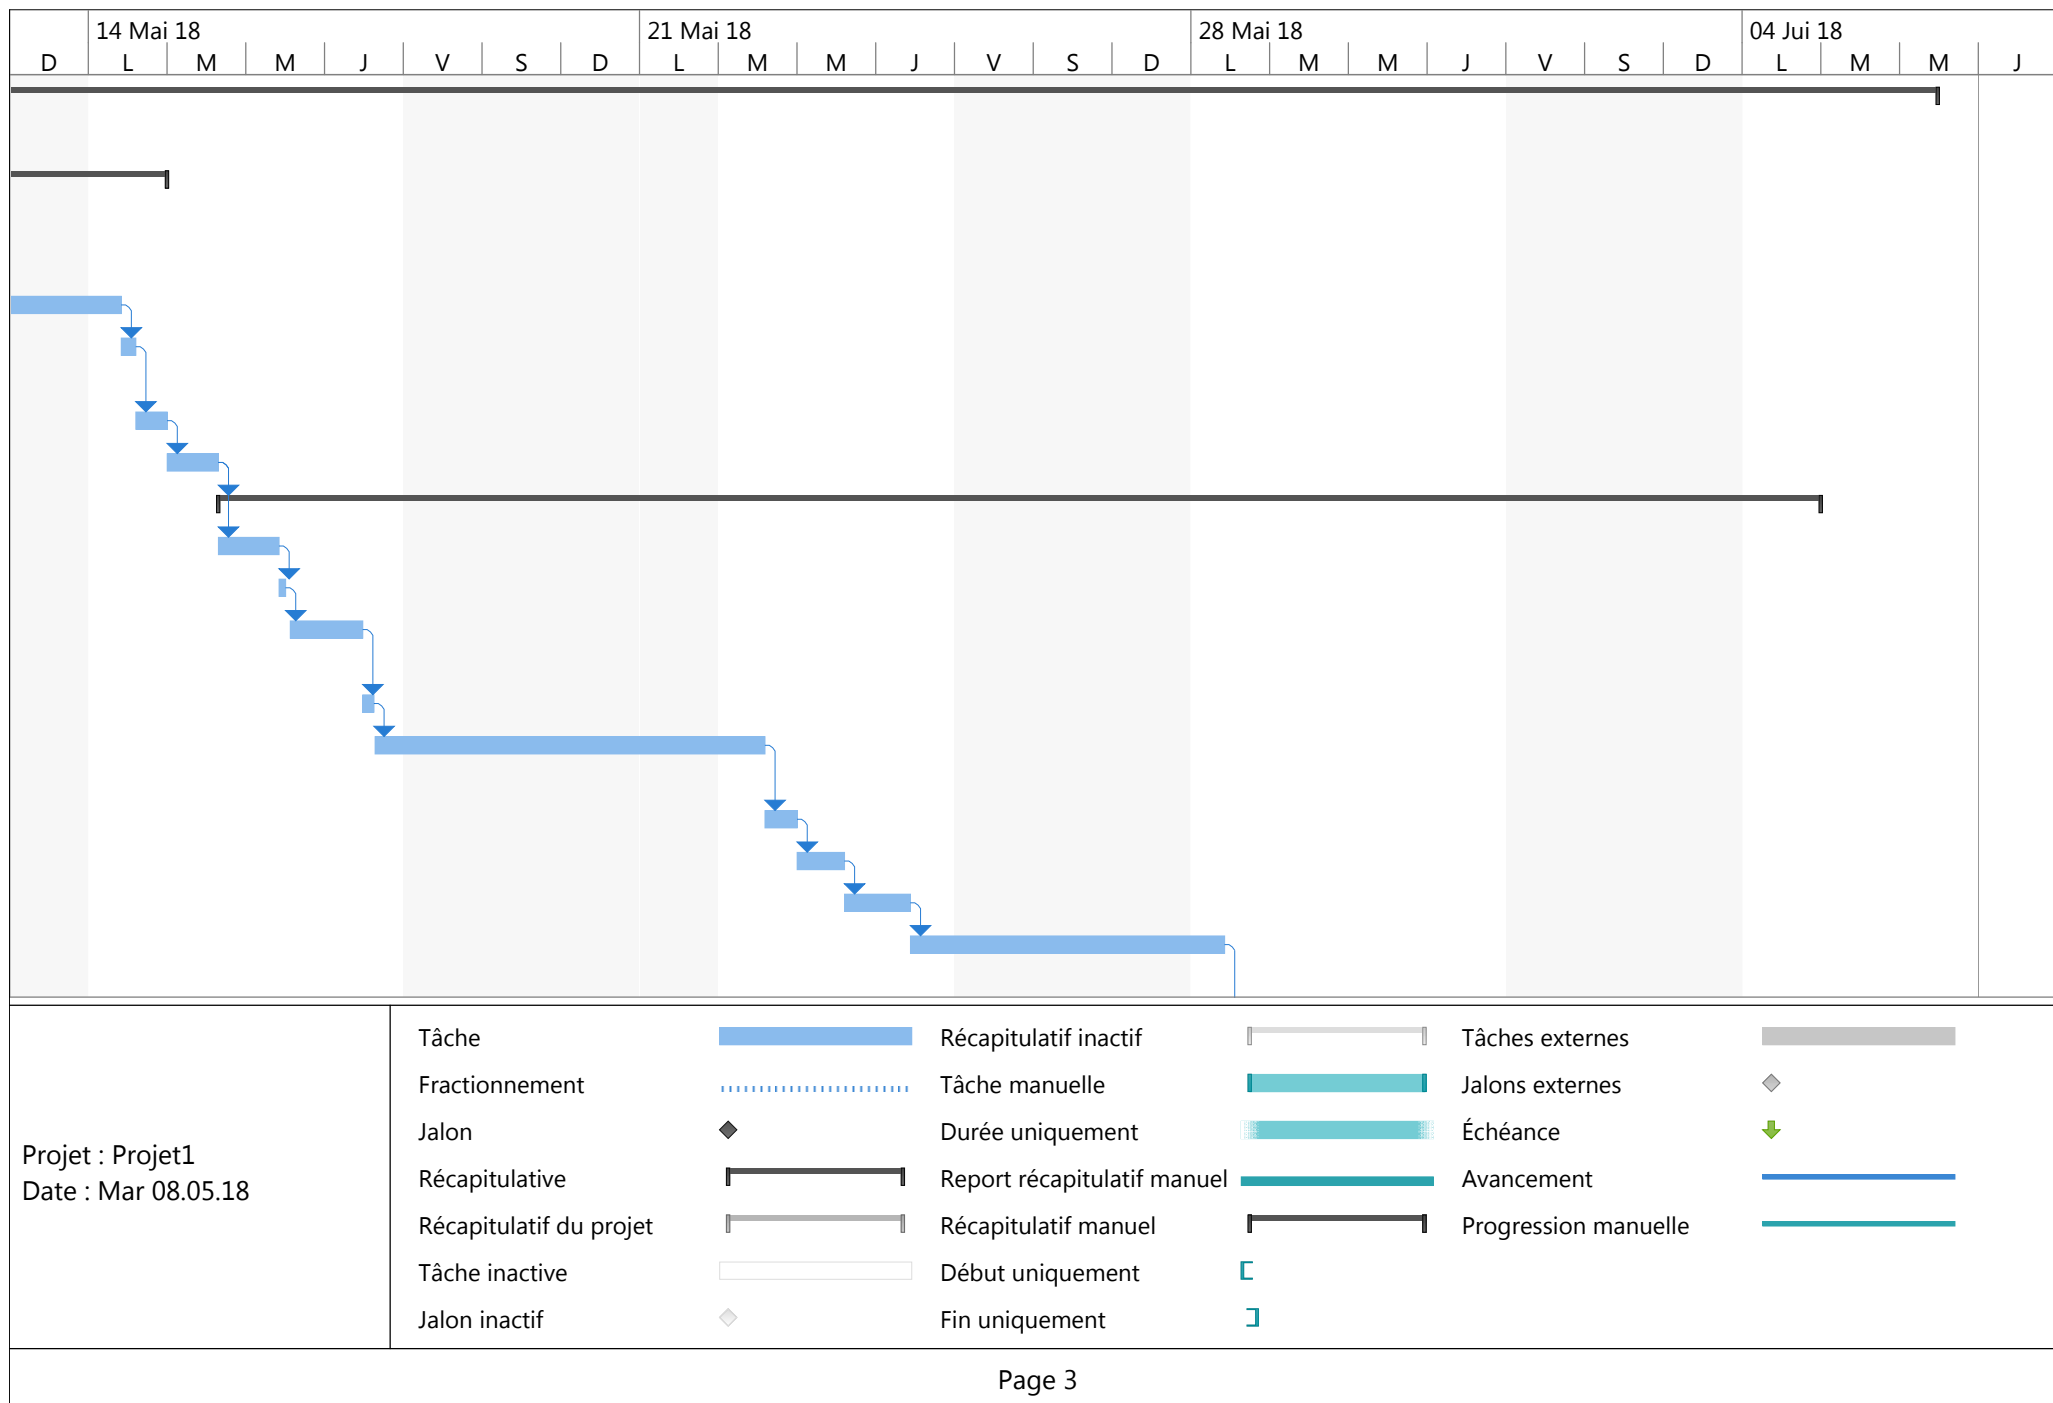 14 Mai 18 21 Mai 18 28 Mai 18 04 Jui 18
D L M M J V S D L M M J V S D L M M J V S D L M M J
Projet : Projet1
Date : Mar 08.05.18
Tâche
Fractionnement
Jalon
Récapitulative
Récapitulatif du projet
Tâche inactive
Jalon inactif
Récapitulatif inactif
Tâche manuelle
Durée uniquement
Report récapitulatif manuel
Récapitulatif manuel
Début uniquement
Fin uniquement
Tâches externes
Jalons externes
Échéance
Avancement
Progression manuelle
Page 3